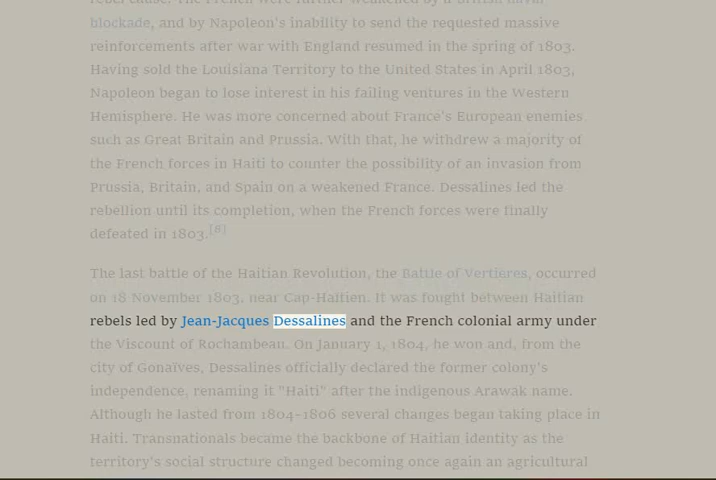 rebel cause. The French were further weakened by a British naval
blockade, and by Napoleon's inability to send the requested massive
reinforcements after war with England resumed in the spring of 1803.
Having sold the Louisiana Territory to the United States in April 1803,
Napoleon began to lose interest in his failing ventures in the Western
Hemisphere. He was more concerned about France's European enemies
such as Great Britain and Prussia. With that, he withdrew a majority of
the French forces in Haiti to counter the possibility of an invasion from
Prussia, Britain, and Spain on a weakened France. Dessalines led the
rebellion until its completion, when the French forces were finally
defeated in 1803.[8]
The last battle of the Haitian Revolution, the Battle of Vertières, occurred
on 18 November 1803, near Cap-Haïtien. It was fought between Haitian
rebels led by Jean-Jacques Dessalines and the French colonial army under
the Viscount of Rochambeau. On January 1, 1804, he won and, from the
city of Gonaïves, Dessalines officially declared the former colony's
independence, renaming it "Haiti" after the indigenous Arawak name.
Although he lasted from 1804–1806 several changes began taking place in
Haiti. Transnationals became the backbone of Haitian identity as the
territory's social structure changed becoming once again an agricultural